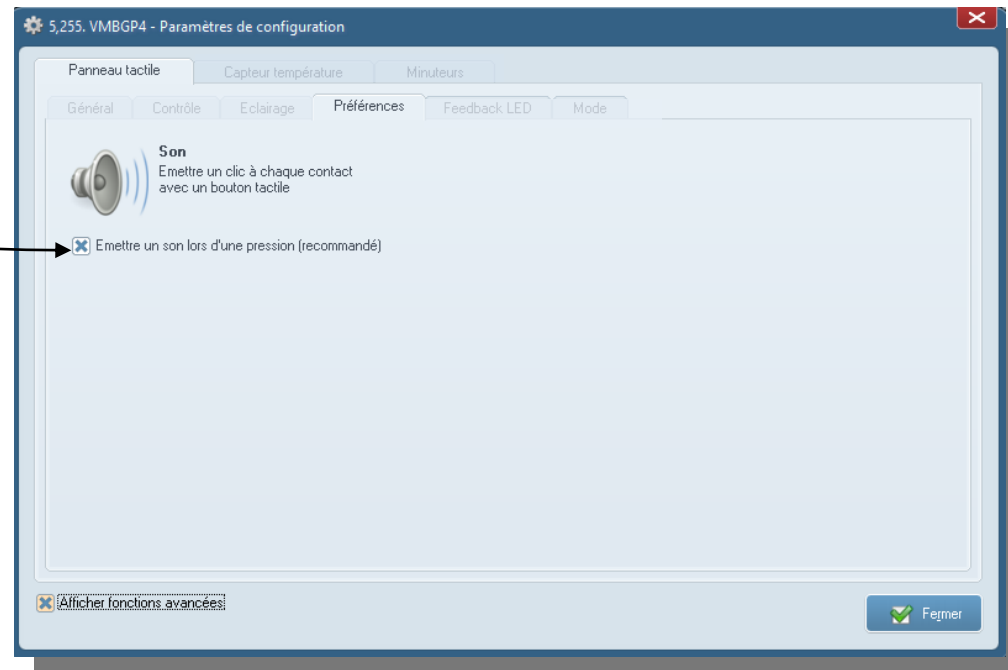 5,255. VMBGP4 - Paramètres de configuration
Panneau tactile Capteur température Minuteurs
Général Contrôle Eclairage Préférences Feedback LED Mode
Son
Emettre un clic à chaque contact
avec un bouton tactile
Emettre un son lors d'une pression (recommandé)
Afficher fonctions avancées
Fermer